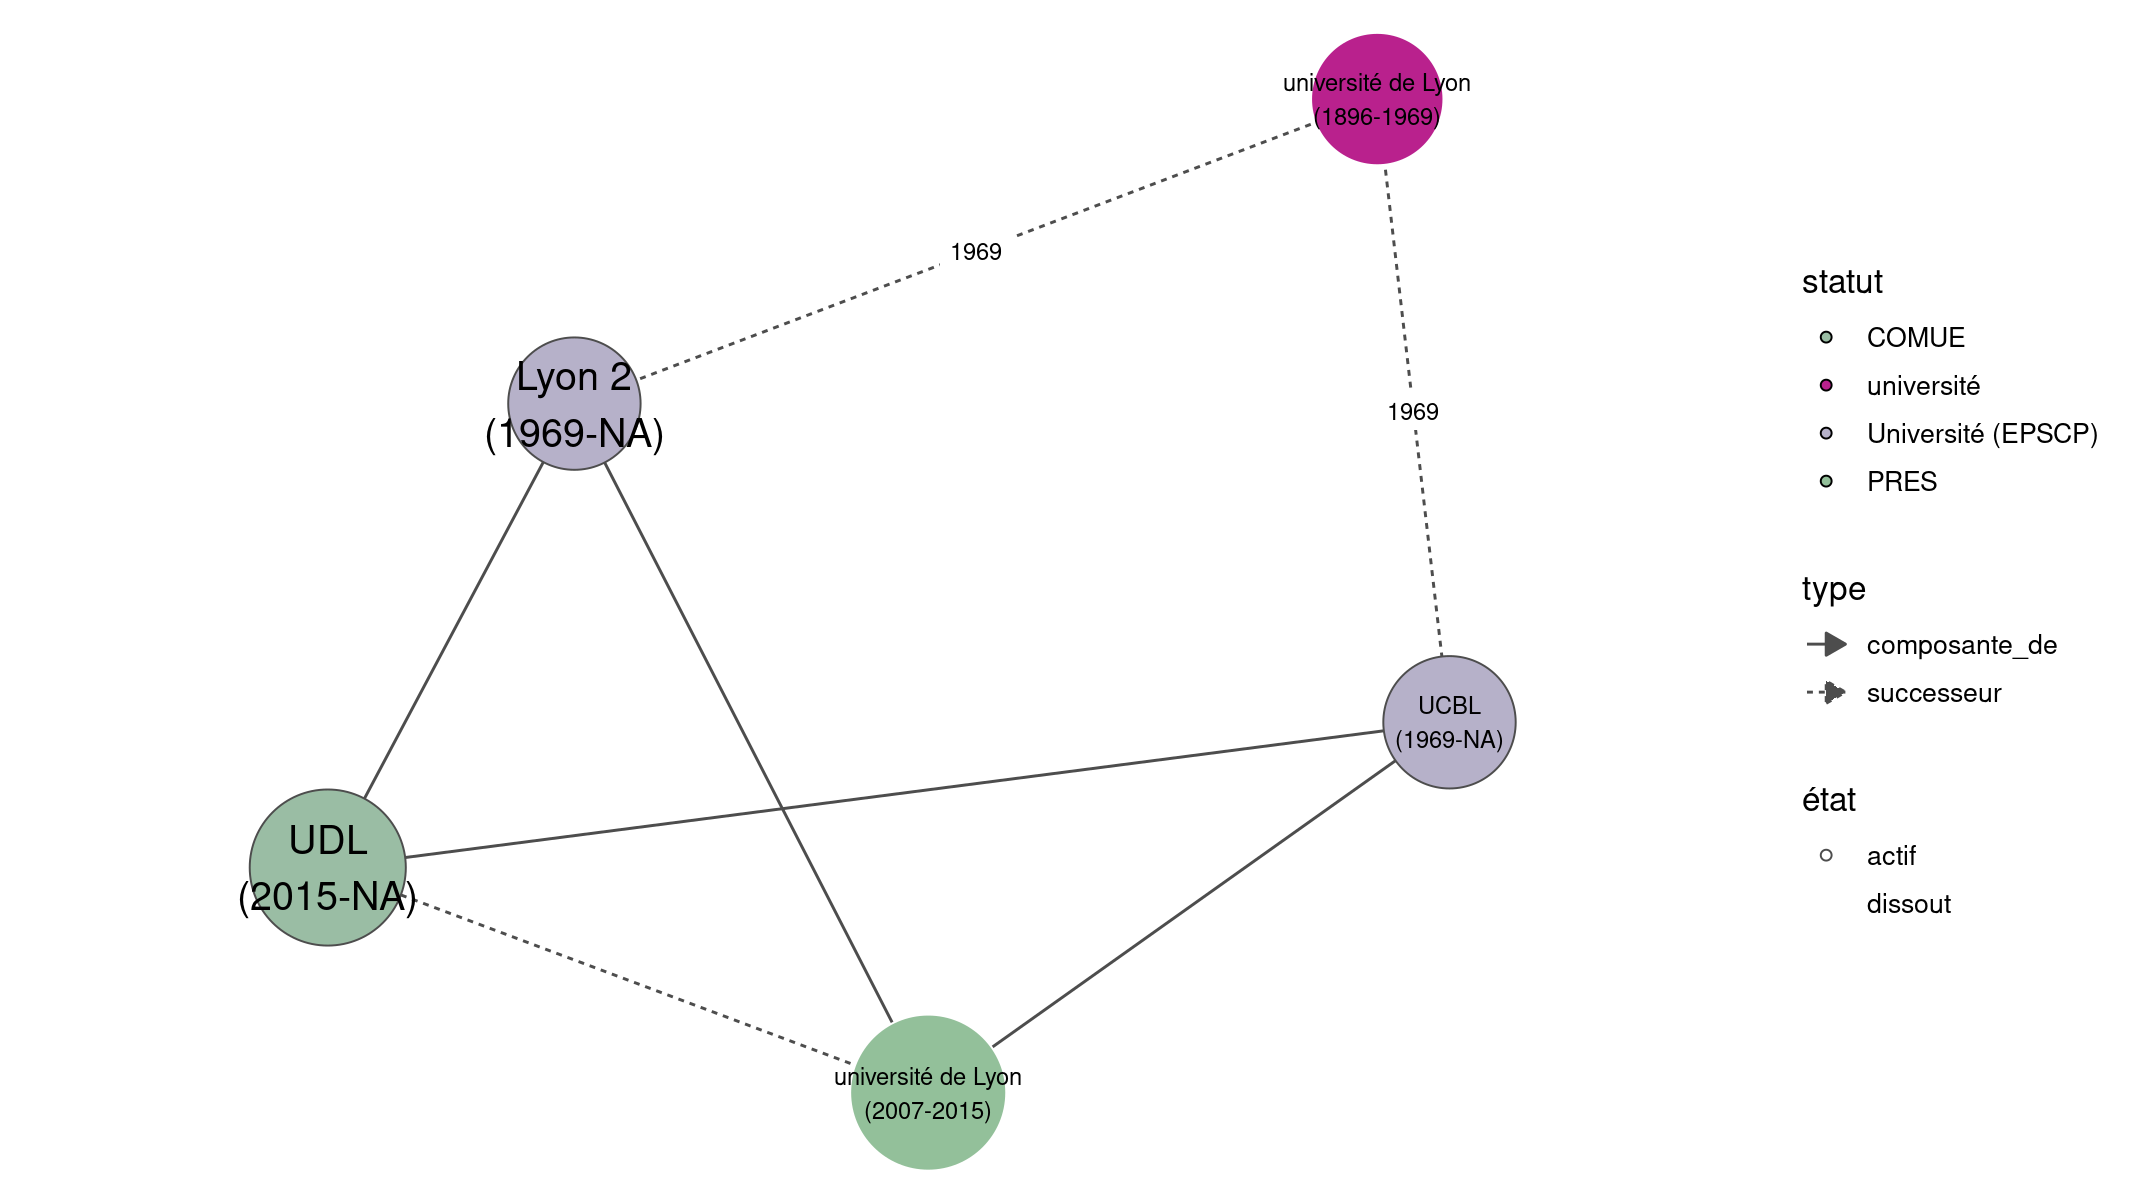 université de Lyon
(1896-1969)
1969
Lyon 2
(1969-NA)
1969
UCBL
(1969-NA)
UDL
(2015-NA)
université de Lyon
(2007-2015)
statut
COMUE
université
Université (EPSCP)
PRES
type
composante_de
successeur
état
actif
dissout